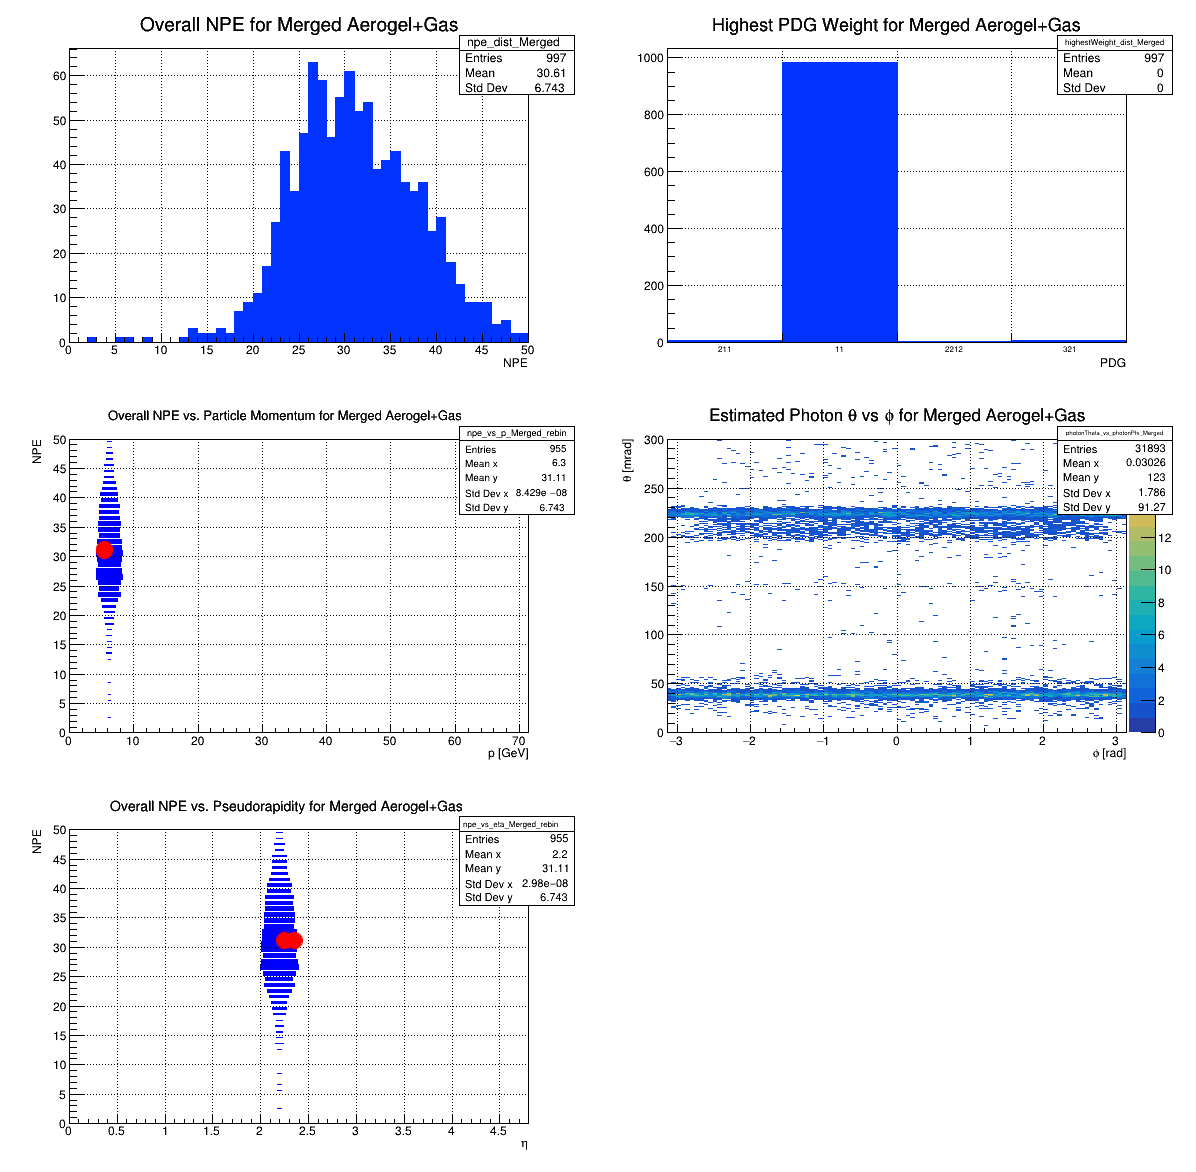 Overall NPE for Merged Aerogel+Gas
npe_dist_Merged
Entries 997
Mean 30.61
Std Dev 6.743
60
50
40
30
20
10
0
0 5 10 15 20 25 30 35 40 45 50
NPE
Highest PDG Weight for Merged Aerogel+Gas
highestWeight_dist_Merged
Entries 997
Mean 0
Std Dev 0
1000
800
600
400
200
0
211 11 2212 321
PDG
Overall NPE vs. Particle Momentum for Merged Aerogel+Gas
npe_vs_p_Merged_rebin
Entries 955
Mean x 6.3
Mean y 31.11
Std Dev x 8.429e −08
Std Dev y 6.743
NPE
50
45
40
35
30
25
20
15
10
5
0
0 10 20 30 40 50 60 70
p [GeV]
Estimated Photon θ vs ϕ for Merged Aerogel+Gas
photonTheta_vs_photonPhi_Merged
Entries 31893
Mean x 0.03026
Mean y 123
Std Dev x 1.786
Std Dev y 91.27
θ [mrad]
300
250
200
150
100
50
0
−3 −2 −1 0 1 2 3
ϕ [rad]
12
10
8
6
4
2
0
Overall NPE vs. Pseudorapidity for Merged Aerogel+Gas
npe_vs_eta_Merged_rebin
Entries 955
Mean x 2.2
Mean y 31.11
Std Dev x 2.98e−08
Std Dev y 6.743
NPE
50
45
40
35
30
25
20
15
10
5
0
0 0.5 1 1.5 2 2.5 3 3.5 4 4.5
η